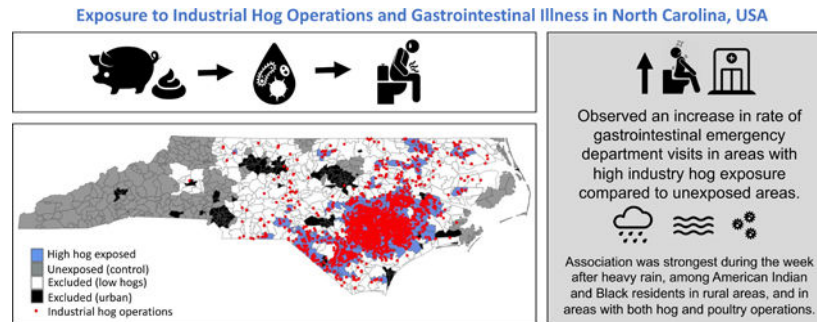 Exposure to Industrial Hog Operations and Gastrointestinal Illness in North Carolina, USA
High hog exposed
Unexposed (control)
Excluded (low hogs)
Excluded (urban)
Industrial hog operations
Observed an increase in rate of
gastrointestinal emergency
department visits in areas with
high industry hog exposure
compared to unexposed areas.
Association was strongest during the week
after heavy rain, among American Indian
and Black residents in rural areas, and in
areas with both hog and poultry operations.